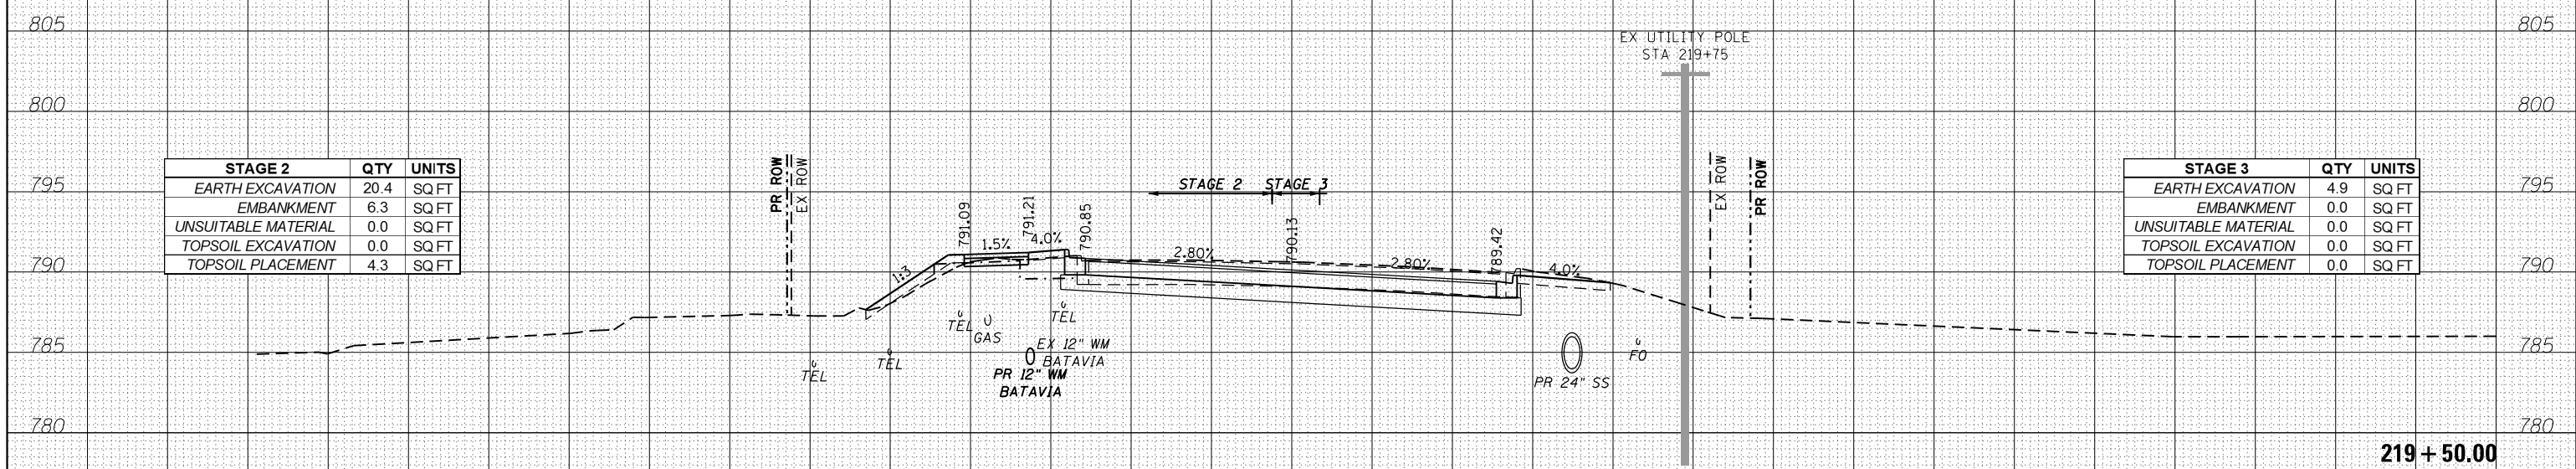 805
805
EX UTILITY POLE
STA 219+75
800
800
STAGE 2 QTY UNITS
EARTH EXCAVATION 20.4 SQ FT
EMBANKMENT 6.3 SQ FT
UNSUITABLE MATERIAL 0.0 SQ FT
TOPSOIL EXCAVATION 0.0 SQ FT
TOPSOIL PLACEMENT 4.3 SQ FT
PR ROW
EX ROW
STAGE 2 STAGE 3
EX ROW
PR ROW
STAGE 3 QTY UNITS
EARTH EXCAVATION 4.9 SQ FT
EMBANKMENT 0.0 SQ FT
UNSUITABLE MATERIAL 0.0 SQ FT
TOPSOIL EXCAVATION 0.0 SQ FT
TOPSOIL PLACEMENT 0.0 SQ FT
795
795
791.09
791.21
790.85
790.13
789.42
1:3
1.5%
4.0%
2.80%
2.80%
4.0%
790
790
TEL
GAS
TEL
785
785
TEL
TEL
EX 12" WM
BATAVIA
PR 12" WM
BATAVIA
PR 24" SS
FO
780
780
219+50.00